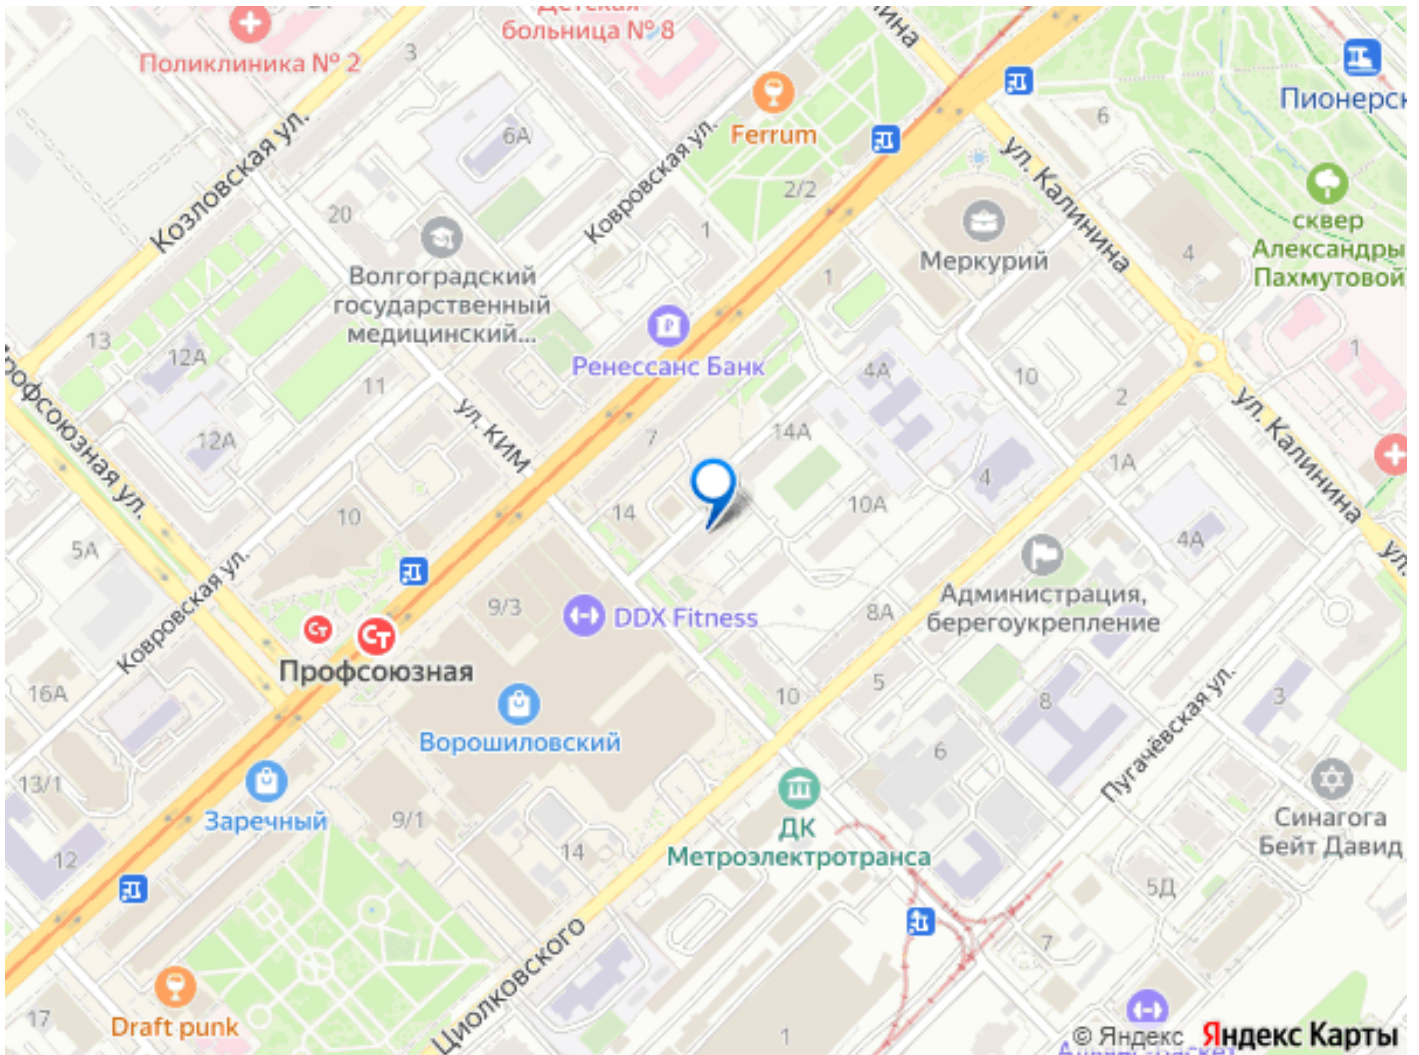 Детская
больница № 8
Поликлиника № 2
3
6А
Ferrum
6
Пионерск
ул. Калинина
Козловская ул.
Ковровская ул.
20
2/2
1
Меркурий
4
сквер
Александры
Пахмутовой
Волгоградский
государственный
медицинский...
1
13
12А
11
Ренессанс Банк
4А
10
2
1
ул. Калинина
12А
ул. КИМ
7
14А
4
1А
10
14
10А
4А
5А
Администрация,
берегоукрепление
9/3
DDX Fitness
8А
Ковровская ул.
Профсоюзная
16А
10
5
8
3
Пугачёвская ул.
Ворошиловский
6
13/1
Заречный
9/1
ДК
Метроэлектротранса
Синагога
Бейт Давид
12
14
5Д
7
Циолковского
17
Draft punk
1
© Яндекс Яндекс Карты